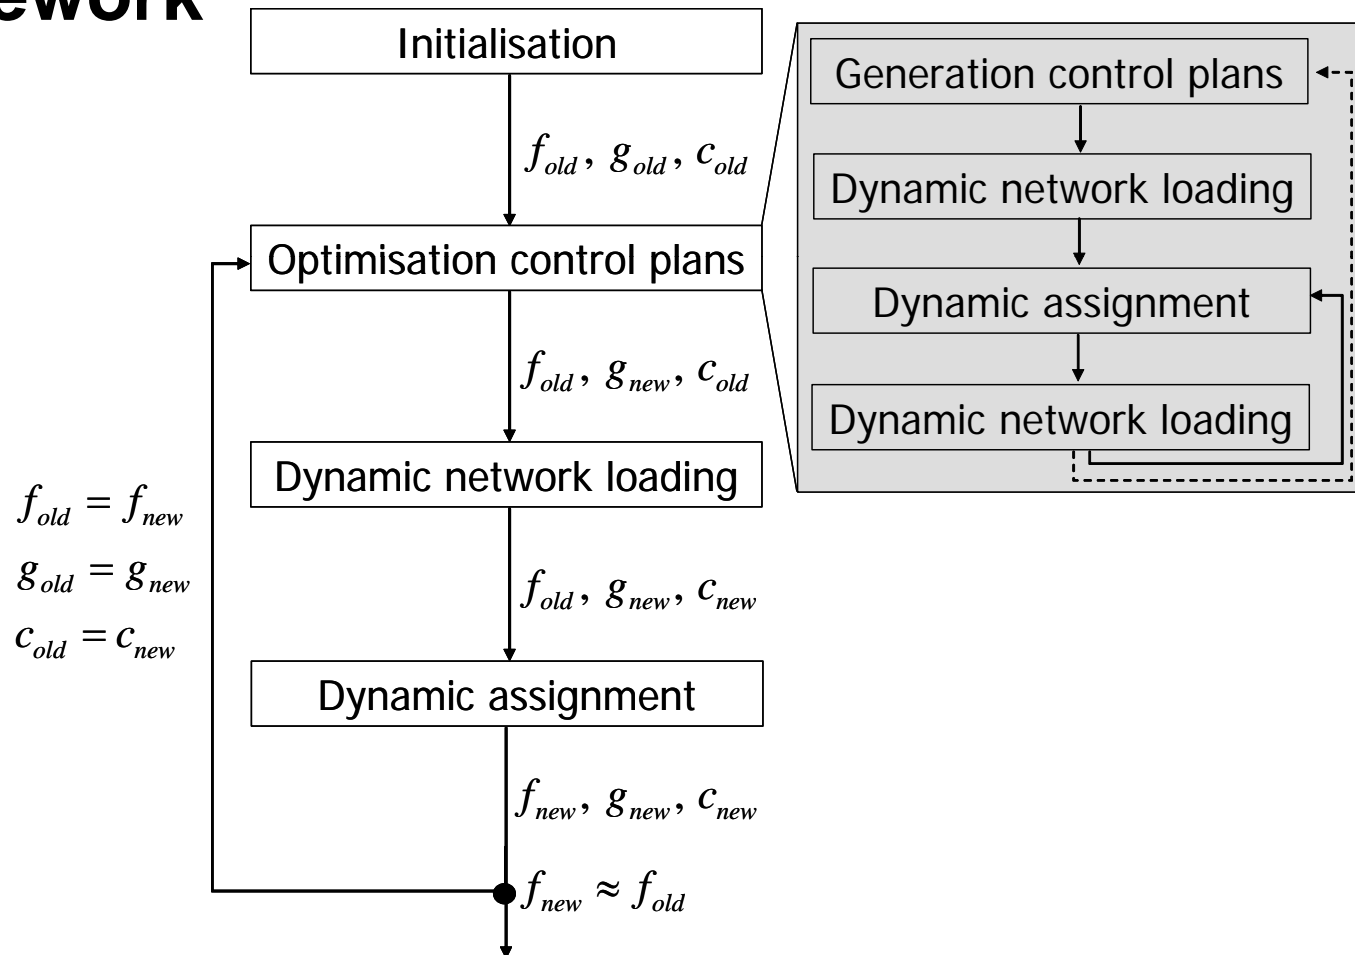 ework
Initialisation
f_old, g_old, c_old
Optimisation control plans
f_old, g_new, c_old
Dynamic network loading
f_old = f_new
g_old = g_new
c_old = c_new
f_old, g_new, c_new
Dynamic assignment
f_new, g_new, c_new
f_new ≈ f_old
Generation control plans
Dynamic network loading
Dynamic assignment
Dynamic network loading